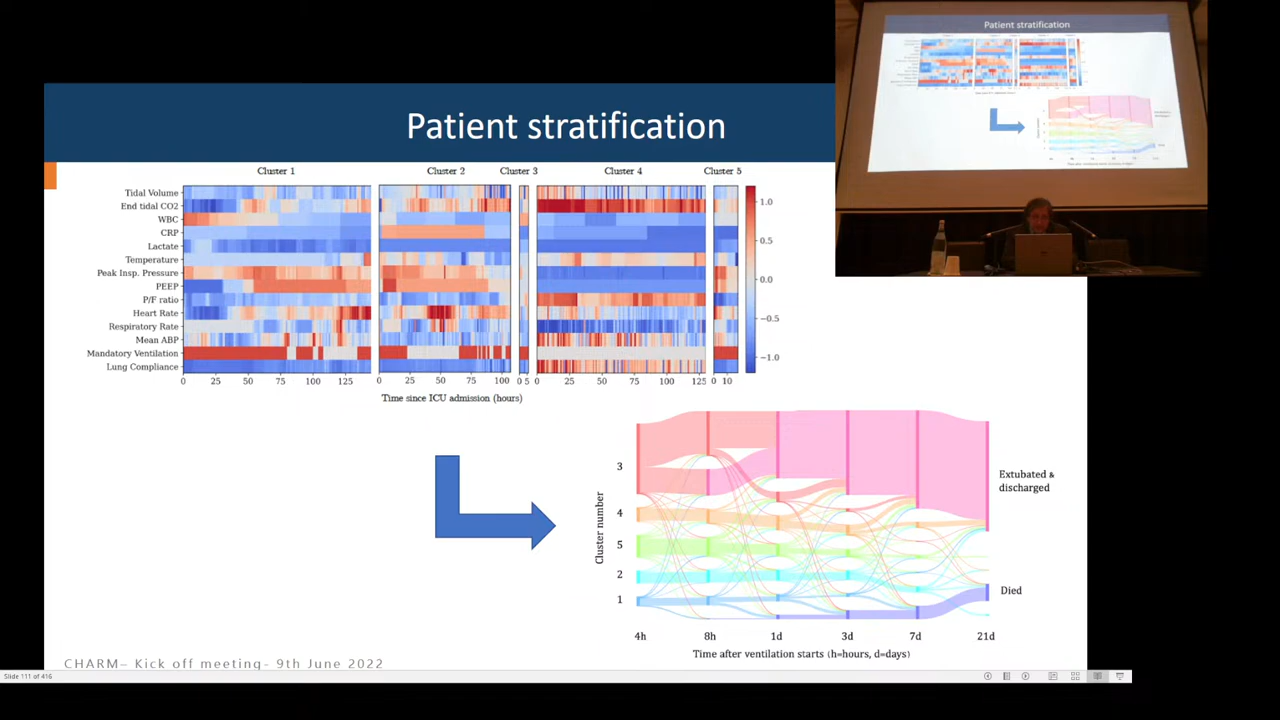 Patient stratification
Patient stratification
Cluster 1
Cluster 2
Cluster 3
Cluster 4
Cluster 5
Tidal Volume
End tidal CO2
WBC
CRP
Lactate
Temperature
Peak Insp. Pressure
PEEP
P/F ratio
Heart Rate
Respiratory Rate
Mean ABP
Mandatory Ventilation
Lung Compliance
1.0
0.5
0.0
−0.5
−1.0
0 25 50 75 100 125
0 25 50 75 100
0 5
0 25 50 75 100 125
0 10
Time since ICU admission (hours)
Cluster number
3
4
5
2
1
Extubated &
discharged
Died
4h 8h 1d 3d 7d 21d
Time after ventilation starts (h=hours, d=days)
CHARM– Kick off meeting- 9th June 2022
Slide 111 of 416